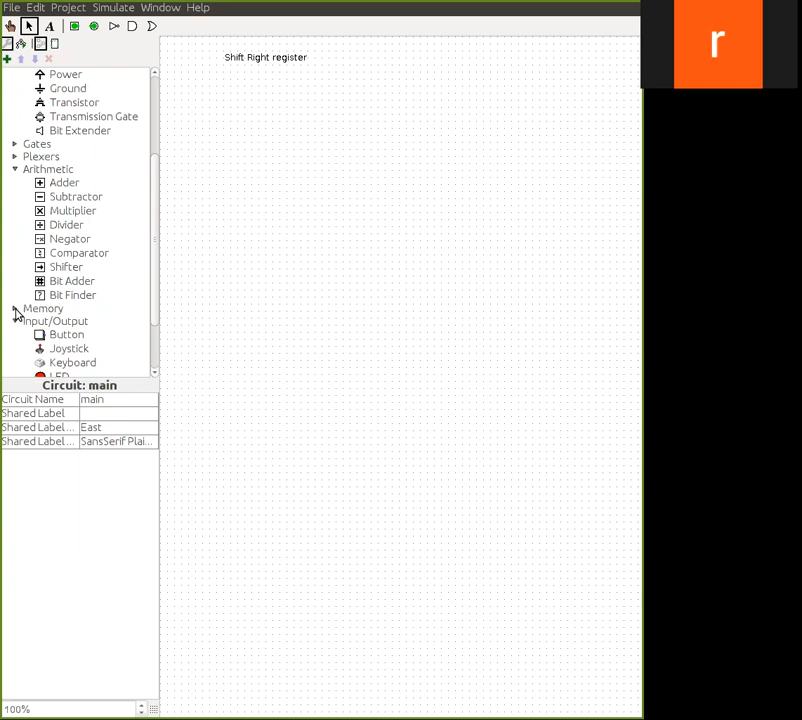 File Edit Project Simulate Window Help
A
Shift Right register
Power
Ground
Transistor
Transmission Gate
Bit Extender
Gates
Plexers
Arithmetic
Adder
Subtractor
Multiplier
Divider
Negator
Comparator
Shifter
Bit Adder
Bit Finder
Memory
Input/Output
Button
Joystick
Keyboard
LED
Circuit: main
Circuit Name main
Shared Label
Shared Label... East
Shared Label... SansSerif Plai...
100%
r